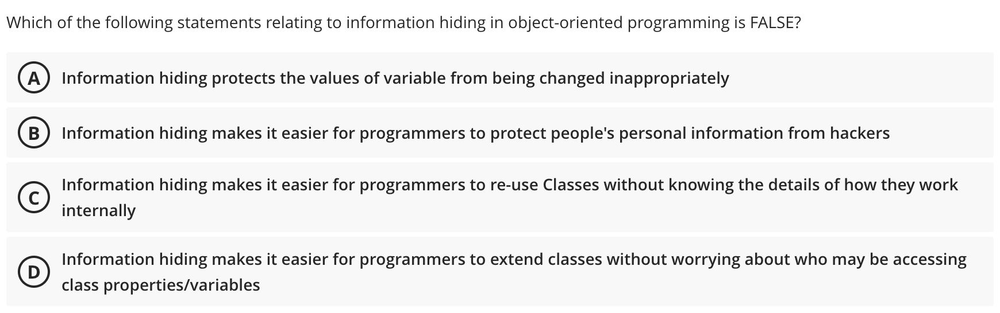 Which of the following statements relating to information hiding in object-oriented programming is FALSE?
A Information hiding protects the values of variable from being changed inappropriately
B Information hiding makes it easier for programmers to protect people's personal information from hackers
C Information hiding makes it easier for programmers to re-use Classes without knowing the details of how they work
internally
D Information hiding makes it easier for programmers to extend classes without worrying about who may be accessing
class properties/variables